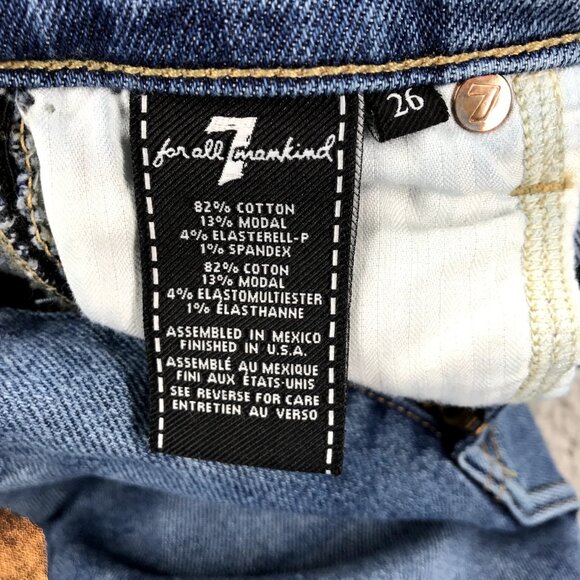 7
for all mankind
26
7
82% COTTON
13% MODAL
4% ELASTERELL-P
1% SPANDEX
82% COTON
13% MODAL
4% ELASTOMULTIESTER
1% ÉLASTHANNE
ASSEMBLED IN MEXICO
FINISHED IN U.S.A.
ASSEMBLÉ AU MEXIQUE
FINI AUX ÉTATS-UNIS
SEE REVERSE FOR CARE
ENTRETIEN AU VERSO